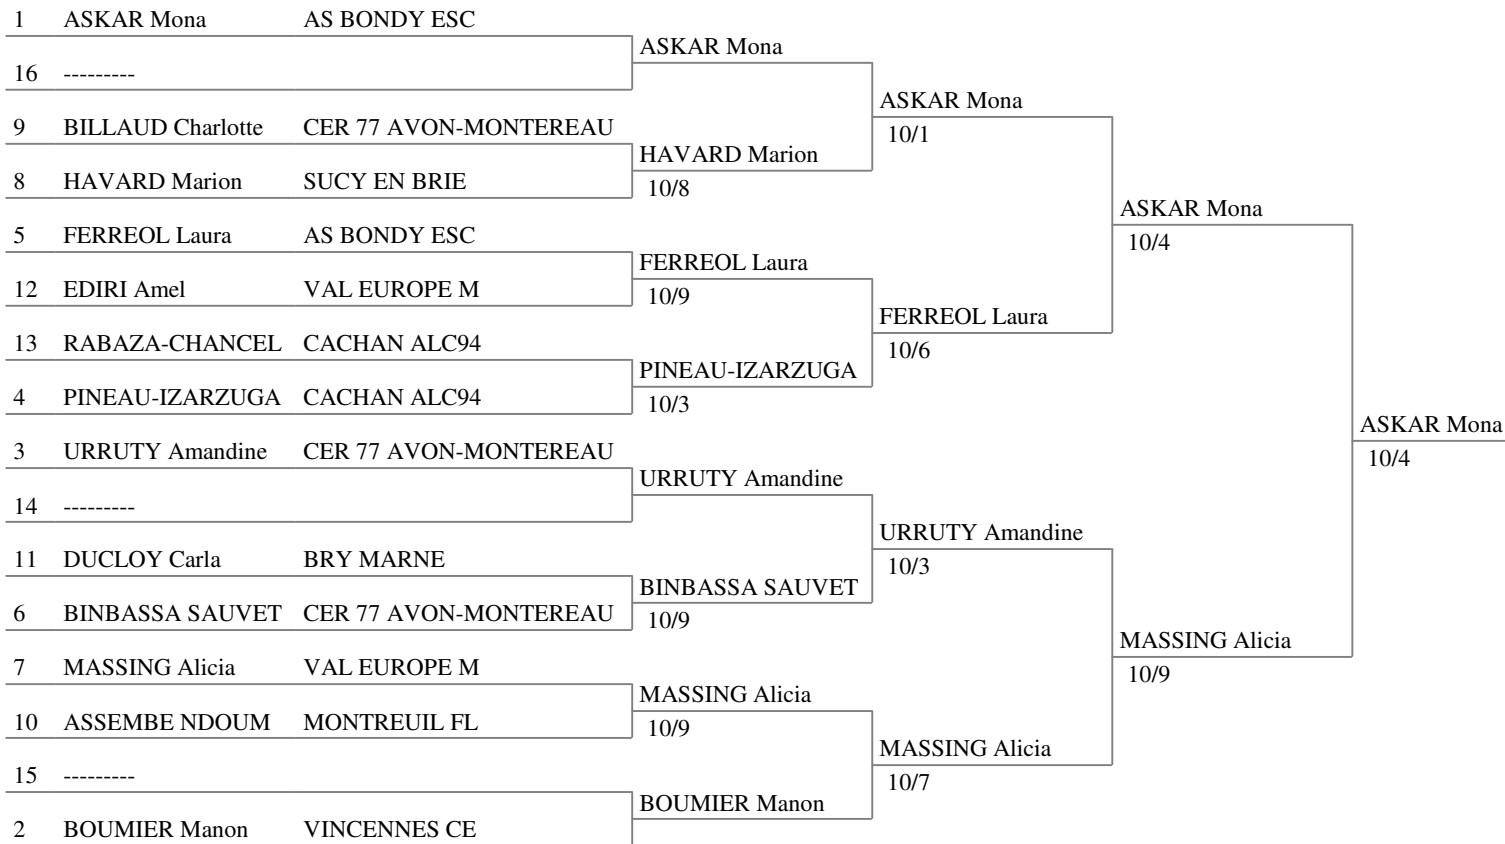 1 ASKAR Mona AS BONDY ESC
ASKAR Mona
16 ---------
ASKAR Mona
9 BILLAUD Charlotte CER 77 AVON-MONTEREAU
10/1
HAVARD Marion
8 HAVARD Marion SUCY EN BRIE
10/8
ASKAR Mona
5 FERREOL Laura AS BONDY ESC
10/4
FERREOL Laura
12 EDIRI Amel VAL EUROPE M
10/9
FERREOL Laura
13 RABAZA-CHANCEL CACHAN ALC94
10/6
PINEAU-IZARZUGA
4 PINEAU-IZARZUGA CACHAN ALC94
10/3
ASKAR Mona
3 URRUTY Amandine CER 77 AVON-MONTEREAU
10/4
URRUTY Amandine
14 ---------
URRUTY Amandine
11 DUCLOY Carla BRY MARNE
10/3
BINBASSA SAUVET
6 BINBASSA SAUVET CER 77 AVON-MONTEREAU
10/9
MASSING Alicia
7 MASSING Alicia VAL EUROPE M
10/9
MASSING Alicia
10 ASSEMBE NDOUM MONTREUIL FL
10/9
MASSING Alicia
15 ---------
10/7
BOUMIER Manon
2 BOUMIER Manon VINCENNES CE